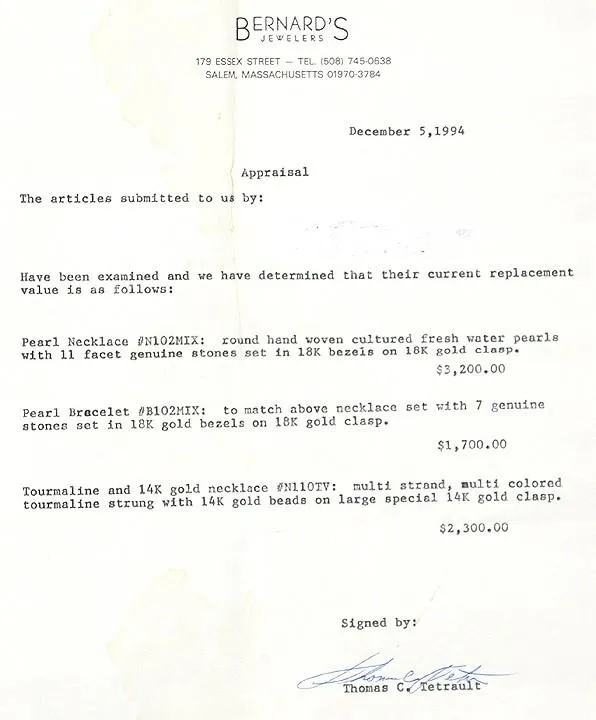 BERNARD'S
JEWELERS
179 ESSEX STREET — TEL. (508) 745-0638
SALEM, MASSACHUSETTS 01970-3784
December 5,1994
Appraisal
The articles submitted to us by:
Have been examined and we have determined that their current replacement
value is as follows:
Pearl Necklace #N102MIX: round hand woven cultured fresh water pearls
with 11 facet genuine stones set in 18K bezels on 18K gold clasp.
$3,200.00
Pearl Bracelet #B102MIX: to match above necklace set with 7 genuine
stones set in 18K gold bezels on 18K gold clasp.
$1,700.00
Tourmaline and 14K gold necklace #N110TV: multi strand, multi colored
tourmaline strung with 14K gold beads on large special 14K gold clasp.
$2,300.00
Signed by:
Thomas C. Tetrault